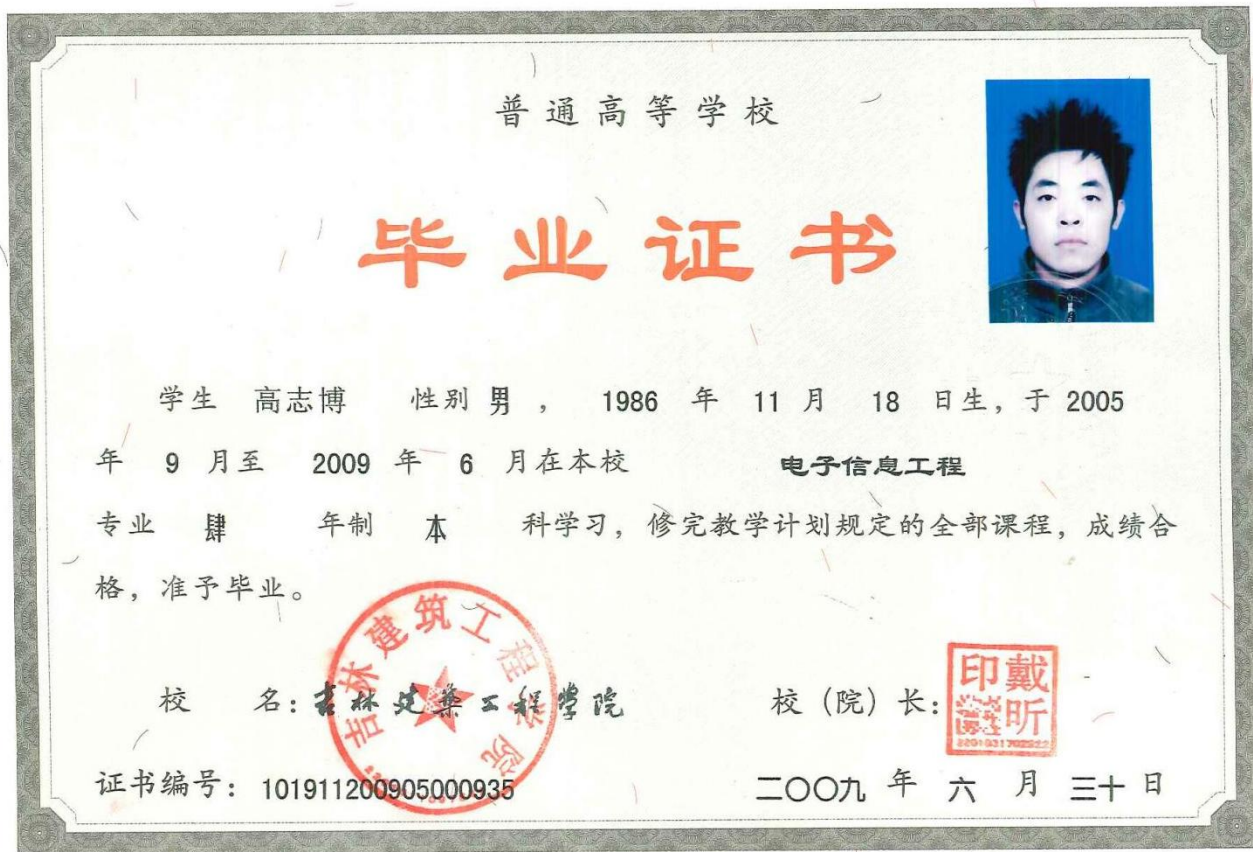 普通高等学校
毕业证书
学生 高志博 性别 男 ， 1986 年 11 月 18 日生，于 2005
年 9 月至 2009 年 6 月在本校 电子信息工程
专业 肆 年制 本 科学习，修完教学计划规定的全部课程，成绩合
格，准予毕业。
吉林建筑工程学院
校 名：吉林建築工程學院 校（院）长：
戴昕印
证书编号：101911200905000935 二〇〇九 年 六 月 三十 日